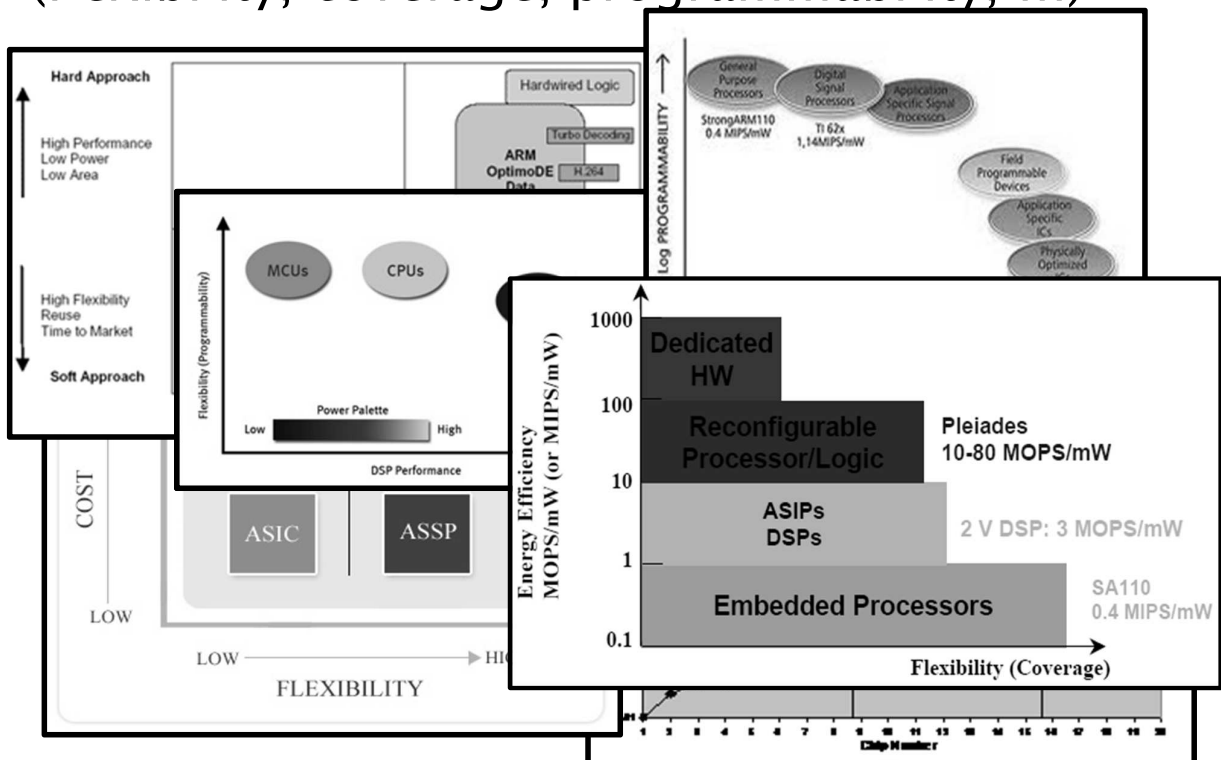 (flexibility, coverage, programmability, ...)
Hard Approach
High Performance
Low Power
Low Area
High Flexibility
Reuse
Time to Market
Soft Approach
Hardwired Logic
Turbo Decoding
ARM
OptimoDE
H.264
Data
Log PROGRAMMABILITY
General
Purpose
Processors
StrongARM110
0.4 MIPS/mW
Digital
Signal
Processors
TI 62x
1,14MIPS/mW
Application
Specific Signal
Processors
Field
Programmable
Devices
Application
Specific
ICs
Physically
Optimized
Flexibility (Programmability)
MCUs
CPUs
Power Palette
Low
High
DSP Performance
Energy Efficiency
MOPS/mW (or MIPS/mW)
1000
100
10
1
0.1
Dedicated
HW
Reconfigurable
Processor/Logic
Pleiades
10-80 MOPS/mW
ASIPs
DSPs
2 V DSP: 3 MOPS/mW
Embedded Processors
SA110
0.4 MIPS/mW
Flexibility (Coverage)
COST
LOW
ASIC
ASSP
LOW
FLEXIBILITY
Chip Number